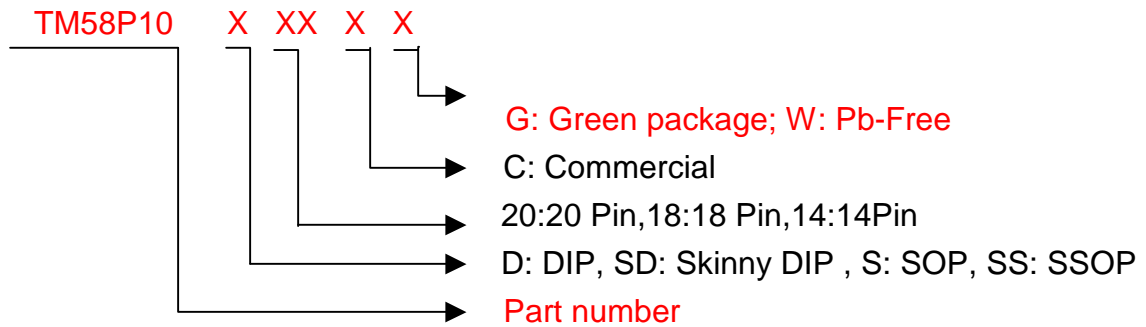 TM58P10 X XX X X
G: Green package; W: Pb-Free
C: Commercial
20:20 Pin,18:18 Pin,14:14Pin
D: DIP, SD: Skinny DIP , S: SOP, SS: SSOP
Part number